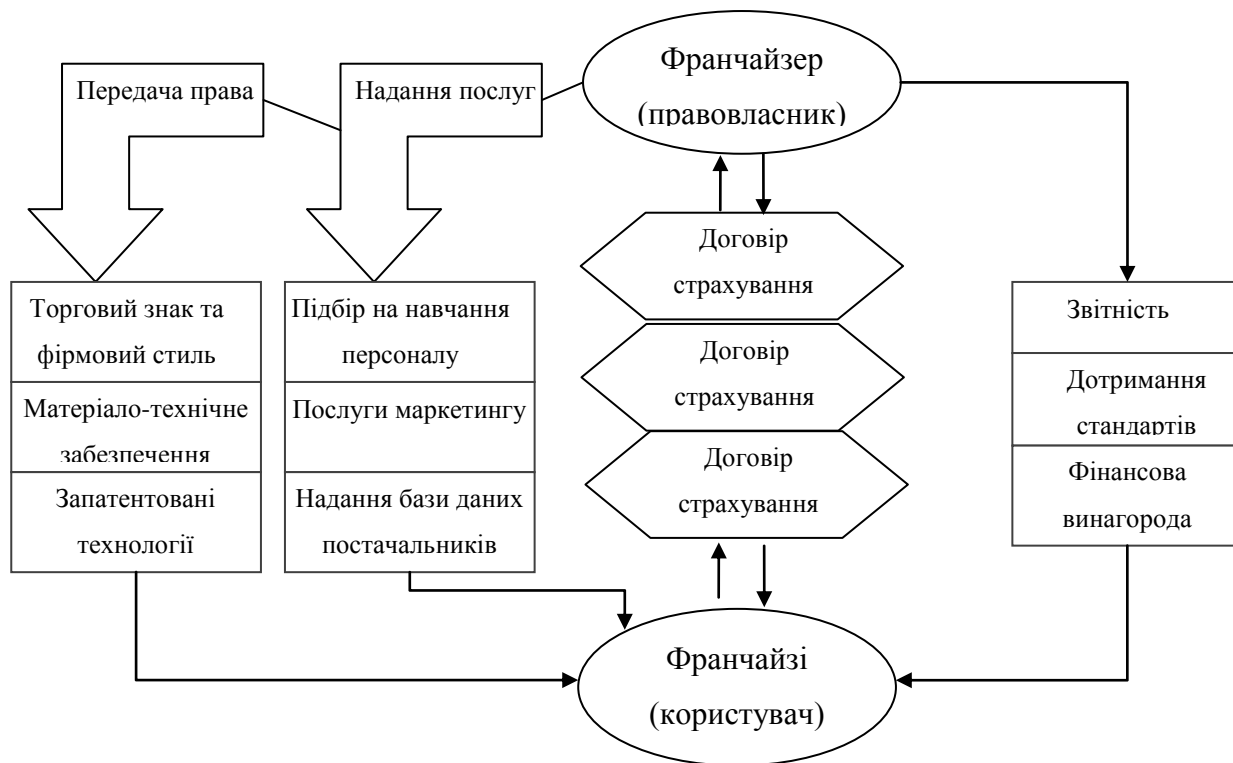 Франчайзер
(правовласник)
Передача права
Надання послуг
Договір
страхування
Договір
страхування
Договір
страхування
Торговий знак та
фірмовий стиль
Матеріало-технічне
забезпечення
Запатентовані
технології
Підбір на навчання
персоналу
Послуги маркетингу
Надання бази даних
постачальників
Звітність
Дотримання
стандартів
Фінансова
винагорода
Франчайзі
(користувач)